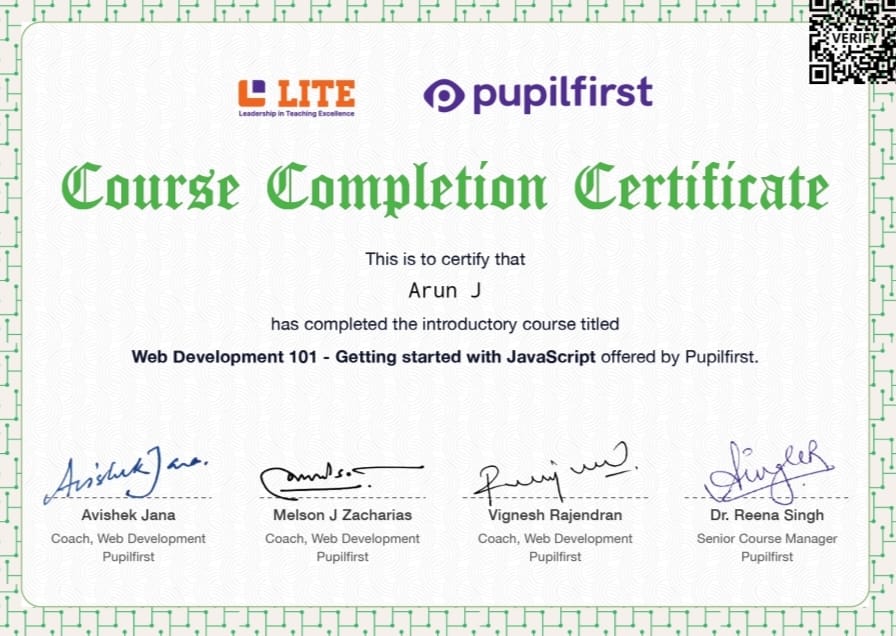 VERIFY
LITE
Leadership in Teaching Excellence
pupilfirst
Course Completion Certificate
This is to certify that
Arun J
has completed the introductory course titled
Web Development 101 - Getting started with JavaScript offered by Pupilfirst.
Avishek Jana.
Avishek Jana
Coach, Web Development
Pupilfirst
Melson J Zacharias
Coach, Web Development
Pupilfirst
Vignesh Rajendran
Coach, Web Development
Pupilfirst
Dr. Reena Singh
Senior Course Manager
Pupilfirst